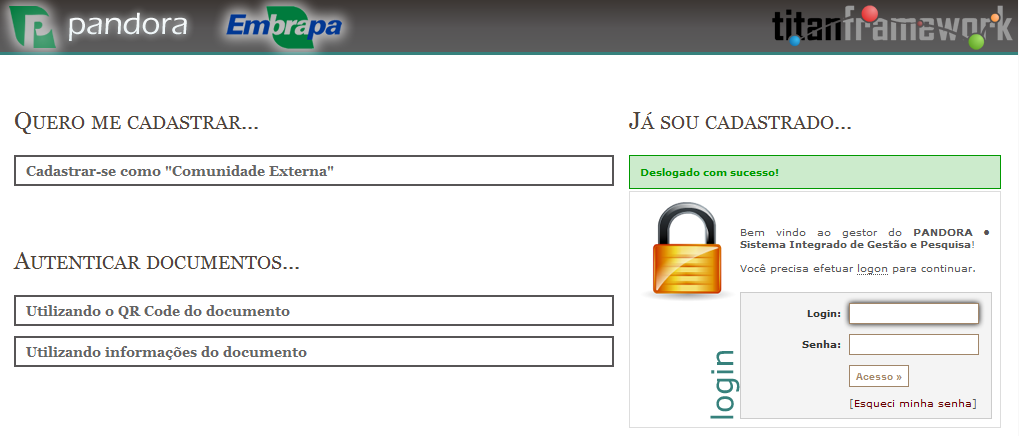 pandora
Embrapa
titanframework
QUERO ME CADASTRAR...
Cadastrar-se como "Comunidade Externa"
AUTENTICAR DOCUMENTOS...
Utilizando o QR Code do documento
Utilizando informações do documento
JÁ SOU CADASTRADO...
Deslogado com sucesso!
Bem vindo ao gestor do PANDORA •
Sistema Integrado de Gestão e Pesquisa!
Você precisa efetuar logon para continuar.
login
Login:
Senha:
Acesso »
[Esqueci minha senha]